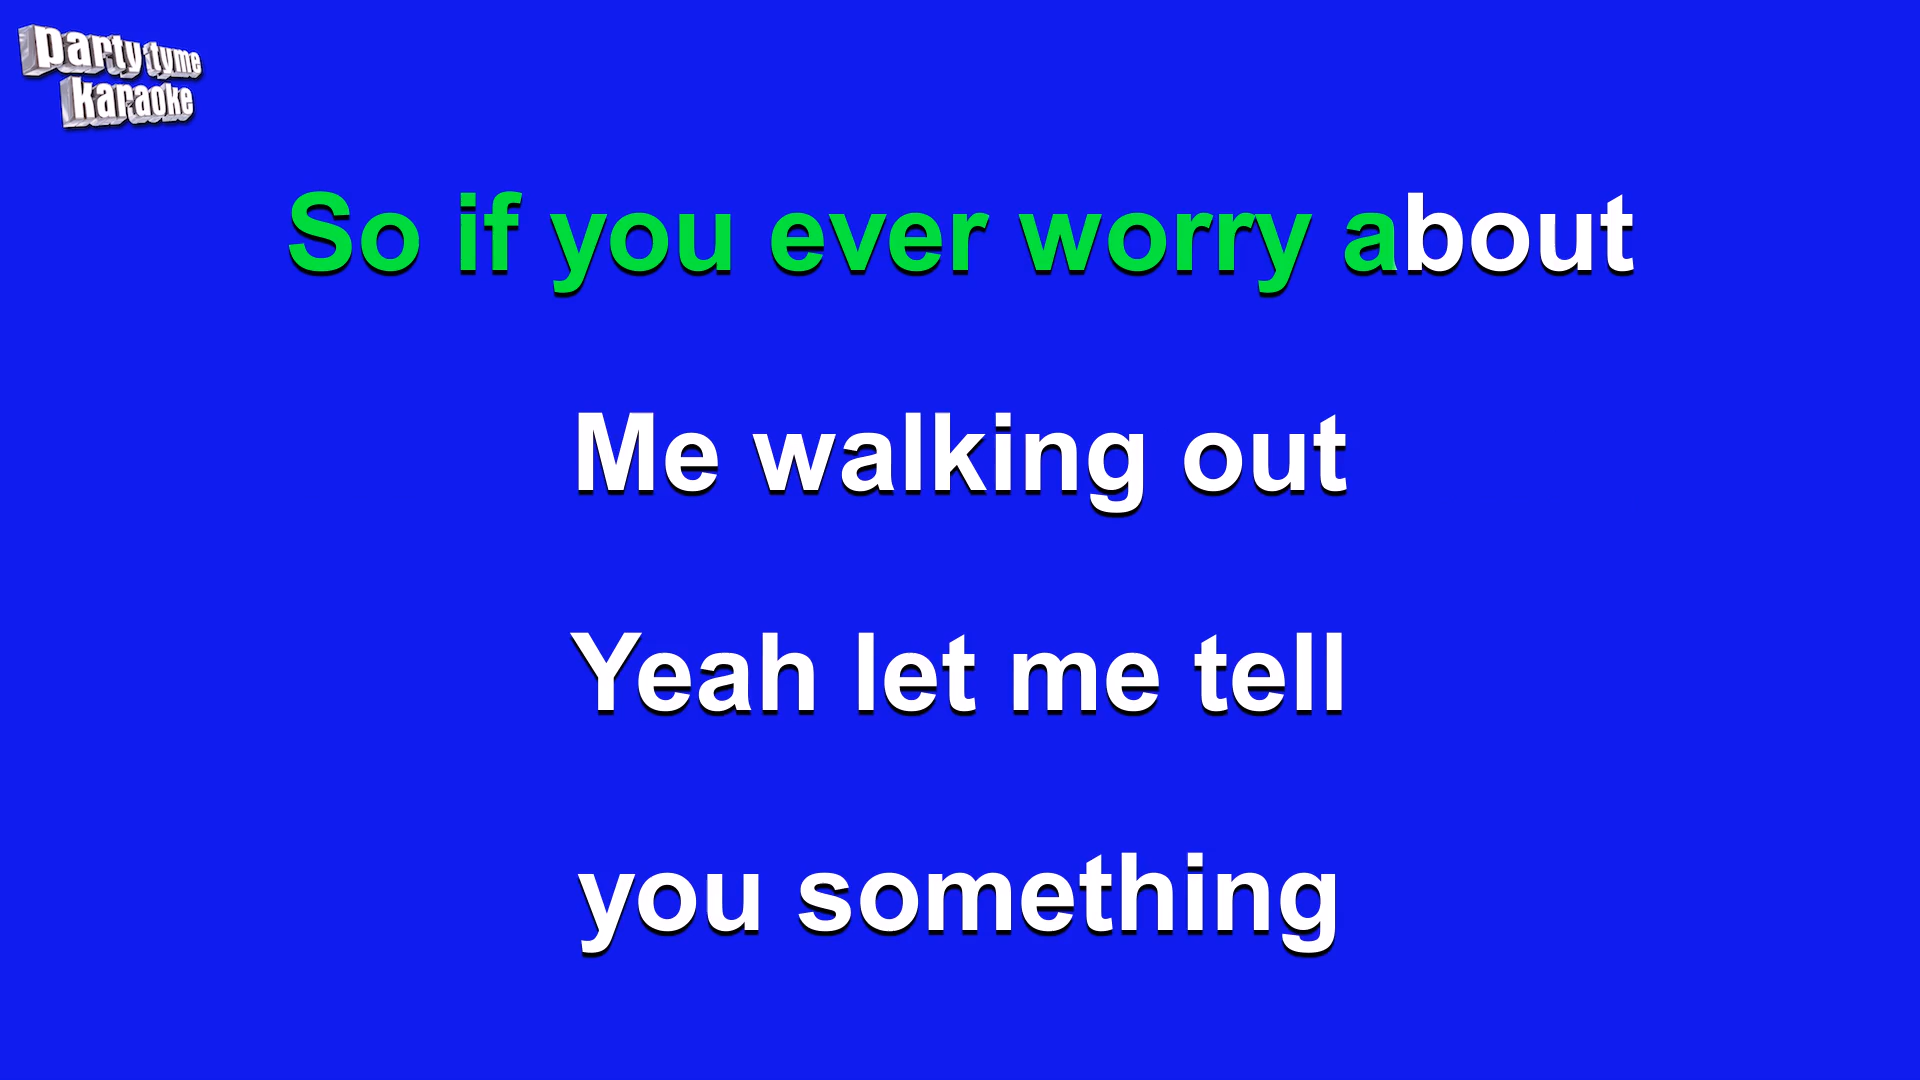 party tyme
karaoke
So if you ever worry about
Me walking out
Yeah let me tell
you something